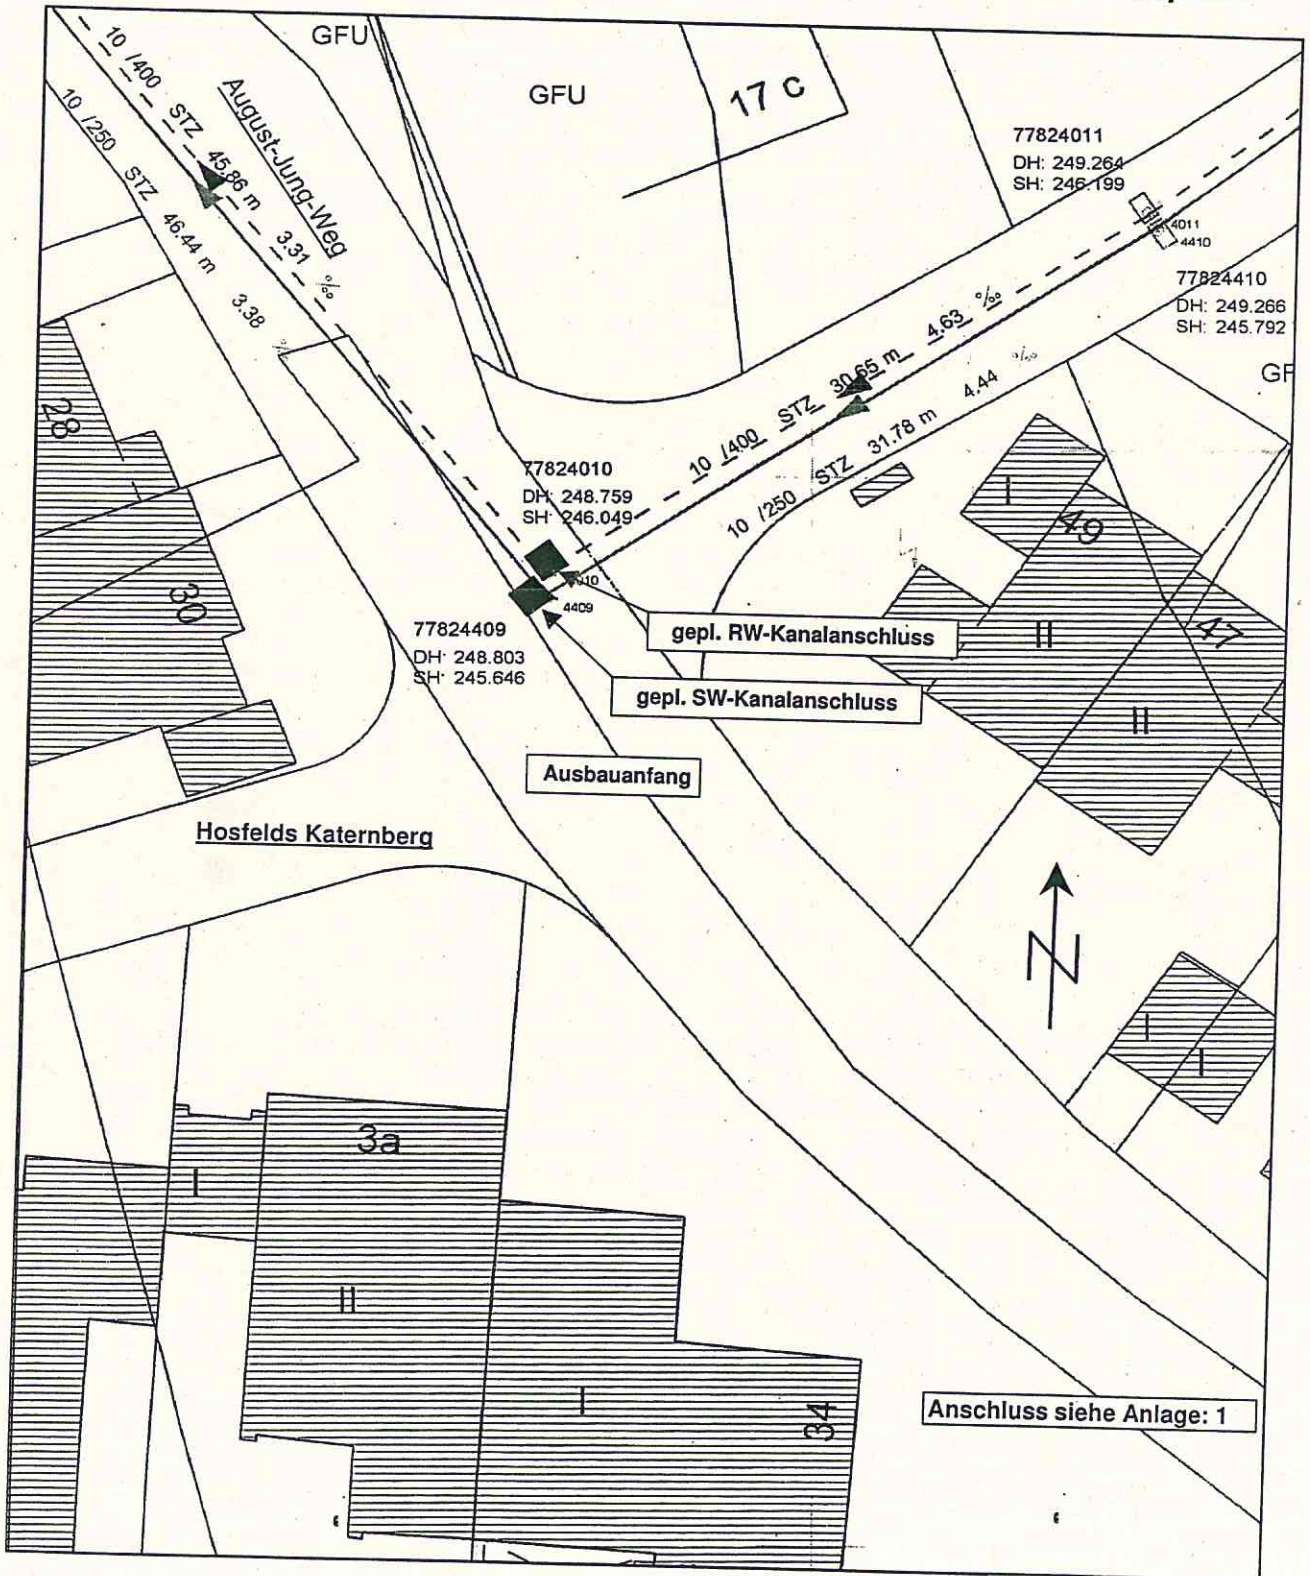 GFU
GFU
17 c
10 /400 STZ 45.86 m 3.31 ‰
August-Jung-Weg
10 /250 STZ 46.44 m 3.38
77824011
DH: 249.264
SH: 246.199
4011
4410
77824410
DH: 249.266
SH: 245.792
GF
10 /400 STZ 30.65 m 4.63 ‰
10 /250 STZ 31.78 m 4.44 ‰
28
30
49
47
I
II
II
77824010
DH: 248.759
SH: 246.049
4409
77824409
DH: 248.803
SH: 245.646
gepl. RW-Kanalanschluss
gepl. SW-Kanalanschluss
Ausbauanfang
Hosfelds Katernberg
N
I
I
3a
I
II
I
34
Anschluss siehe Anlage: 1